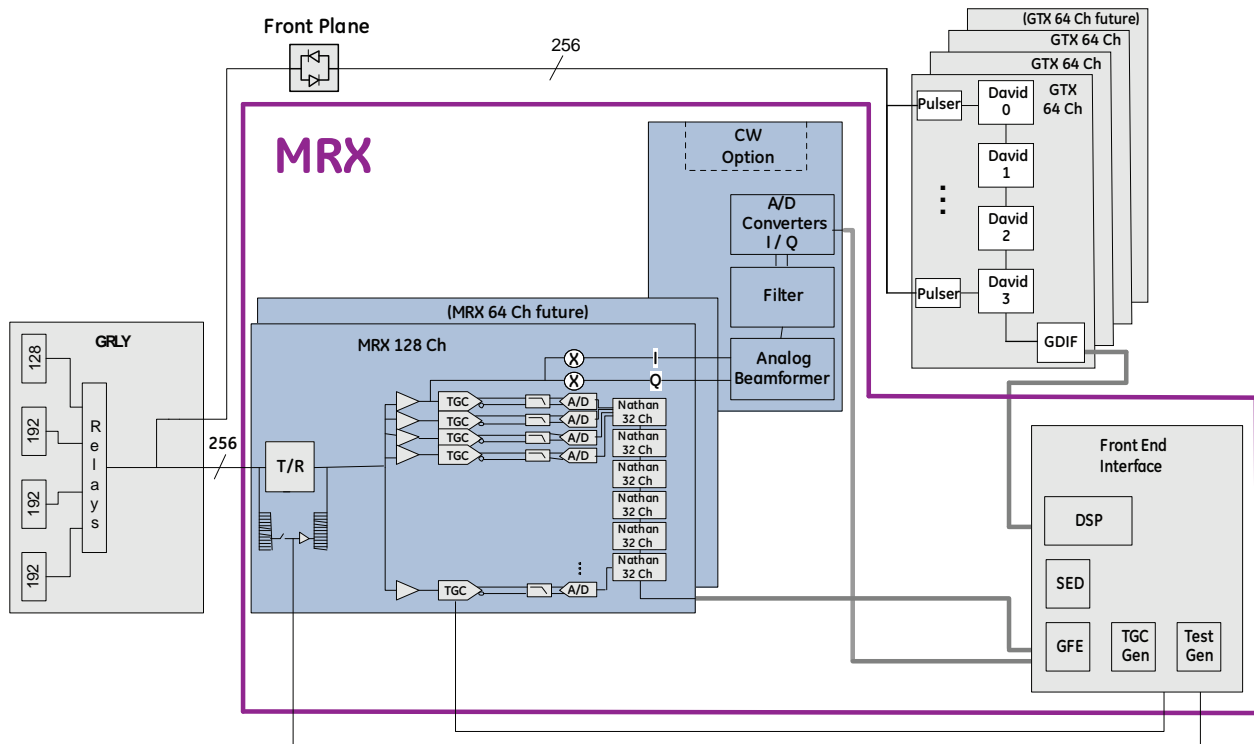 Front Plane
256
(GTX 64 Ch future)
GTX 64 Ch
GTX 64 Ch
GTX
64 Ch
Pulser
David
0
David
1
David
2
Pulser
David
3
GDIF
MRX
CW
Option
A/D
Converters
I / Q
Filter
Analog
Beamformer
(MRX 64 Ch future)
MRX 128 Ch
X
I
X
Q
TGC
A/D
TGC
A/D
TGC
A/D
TGC
A/D
Nathan
32 Ch
Nathan
32 Ch
Nathan
32 Ch
Nathan
32 Ch
Nathan
32 Ch
Nathan
32 Ch
TGC
A/D
T/R
256
GRLY
128
192
192
192
Relays
Front End
Interface
DSP
SED
GFE
TGC
Gen
Test
Gen